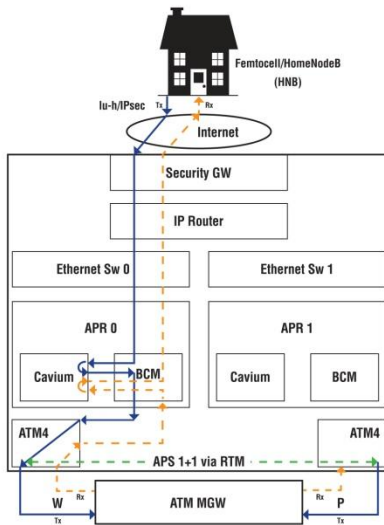 Femtocell/HomeNodeB
(HNB)
Iu-h/IPsec
Tx
Rx
Internet
Security GW
IP Router
Ethernet Sw 0
Ethernet Sw 1
APR 0
APR 1
Cavium
BCM
Cavium
BCM
ATM4
ATM4
APS 1+1 via RTM
W
Rx
Tx
ATM MGW
Rx
P
Tx